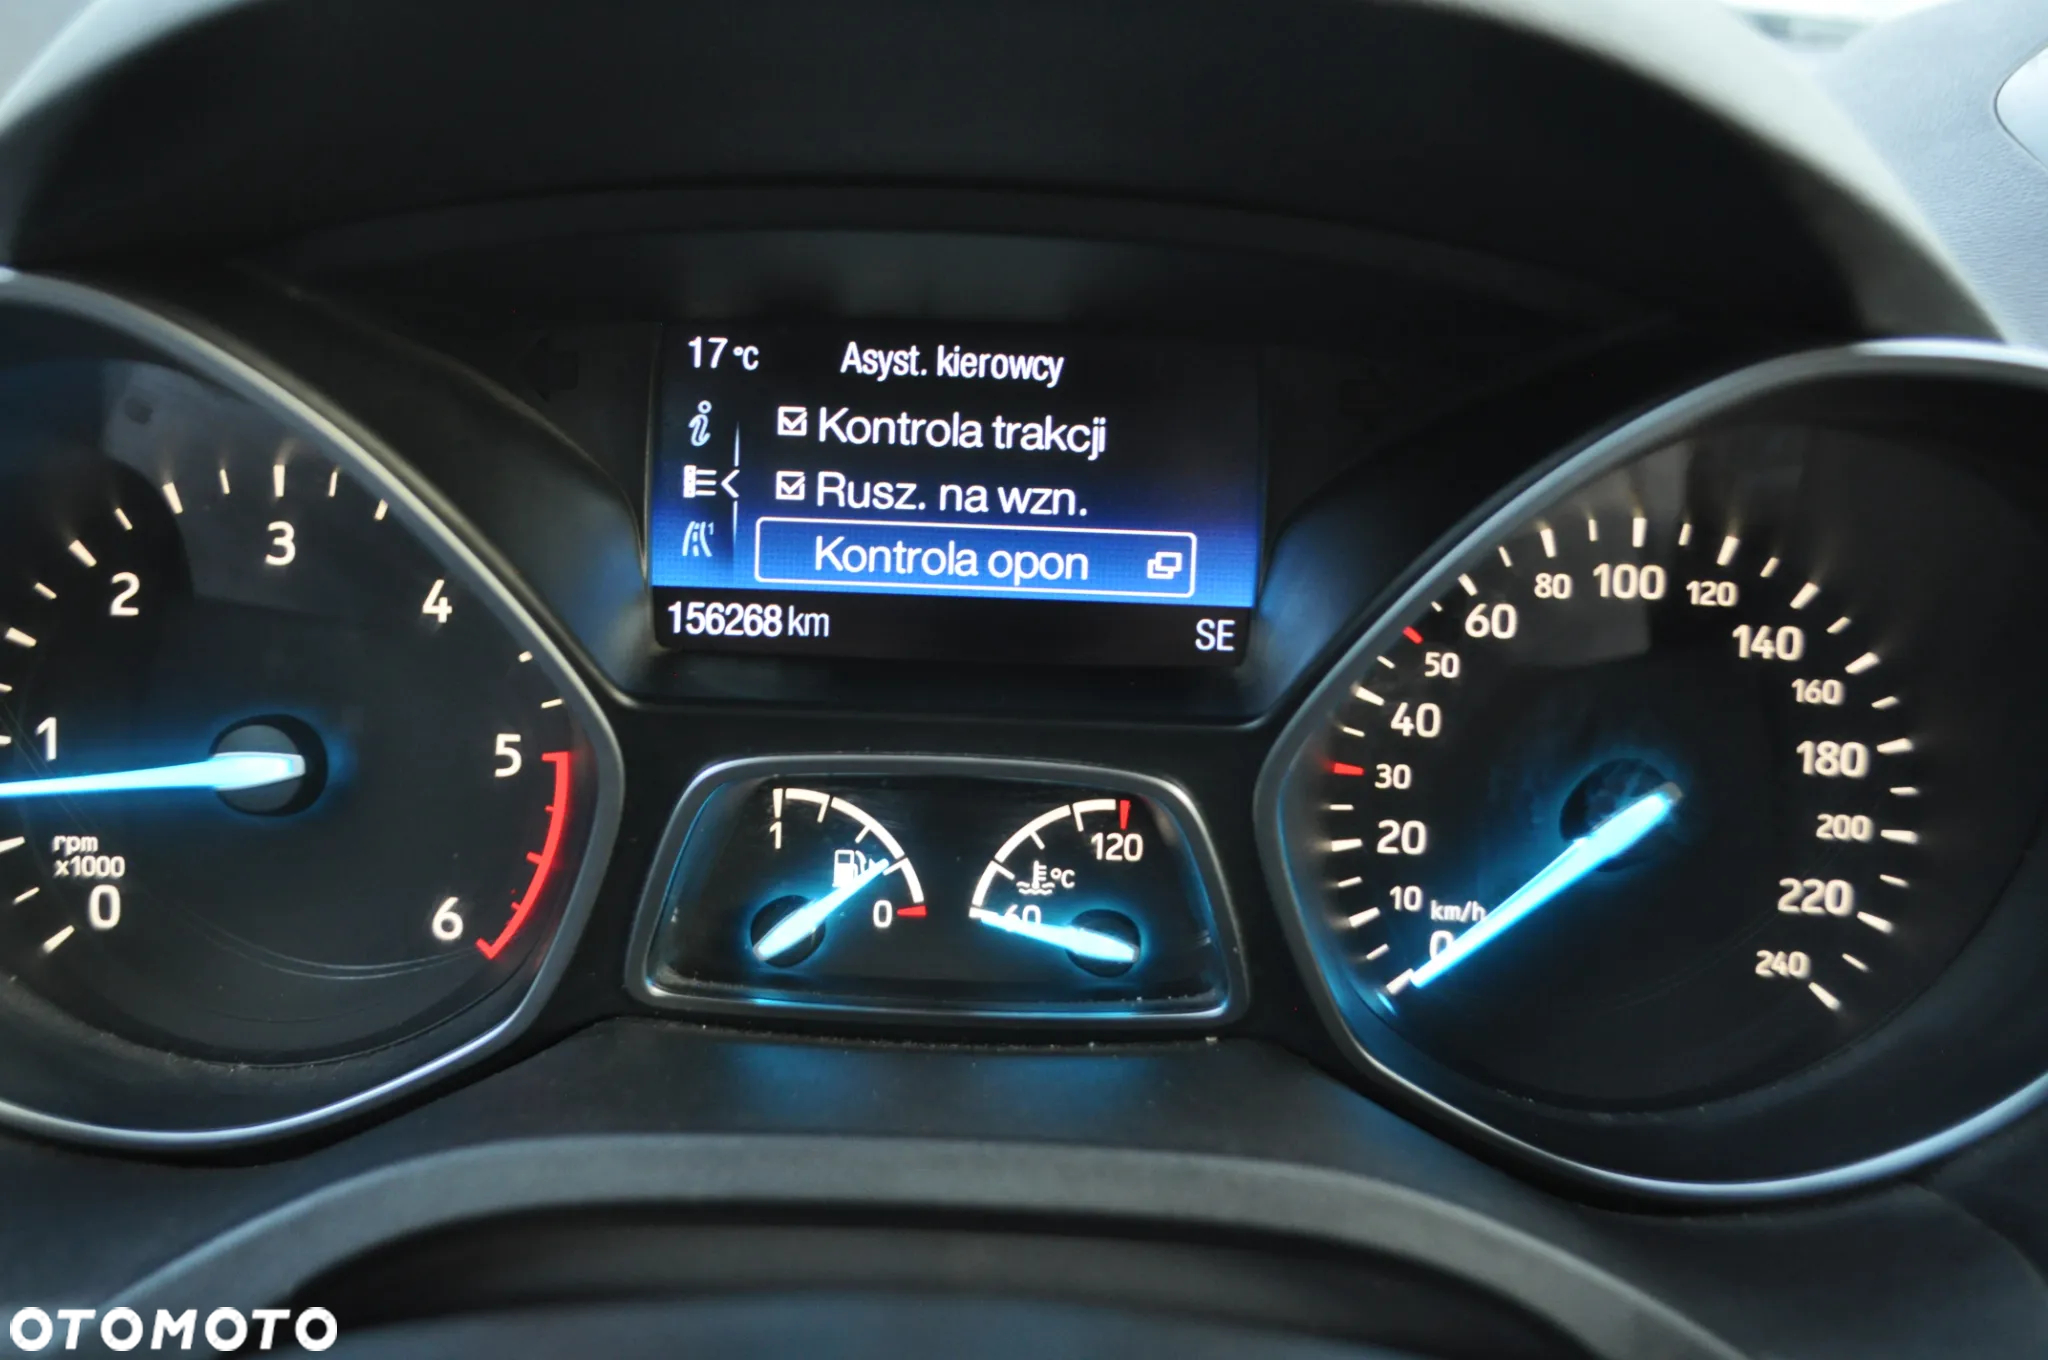 17 °C Asyst. kierowcy
Kontrola trakcji
Rusz. na wzn.
Kontrola opon
156268 km SE
0 1 2 3 4 5 6
rpm
x1000
1 0
60 120 °C
0 10 20 30 40 50 60 80 100 120 140 160 180 200 220 240
km/h
OTOMOTO